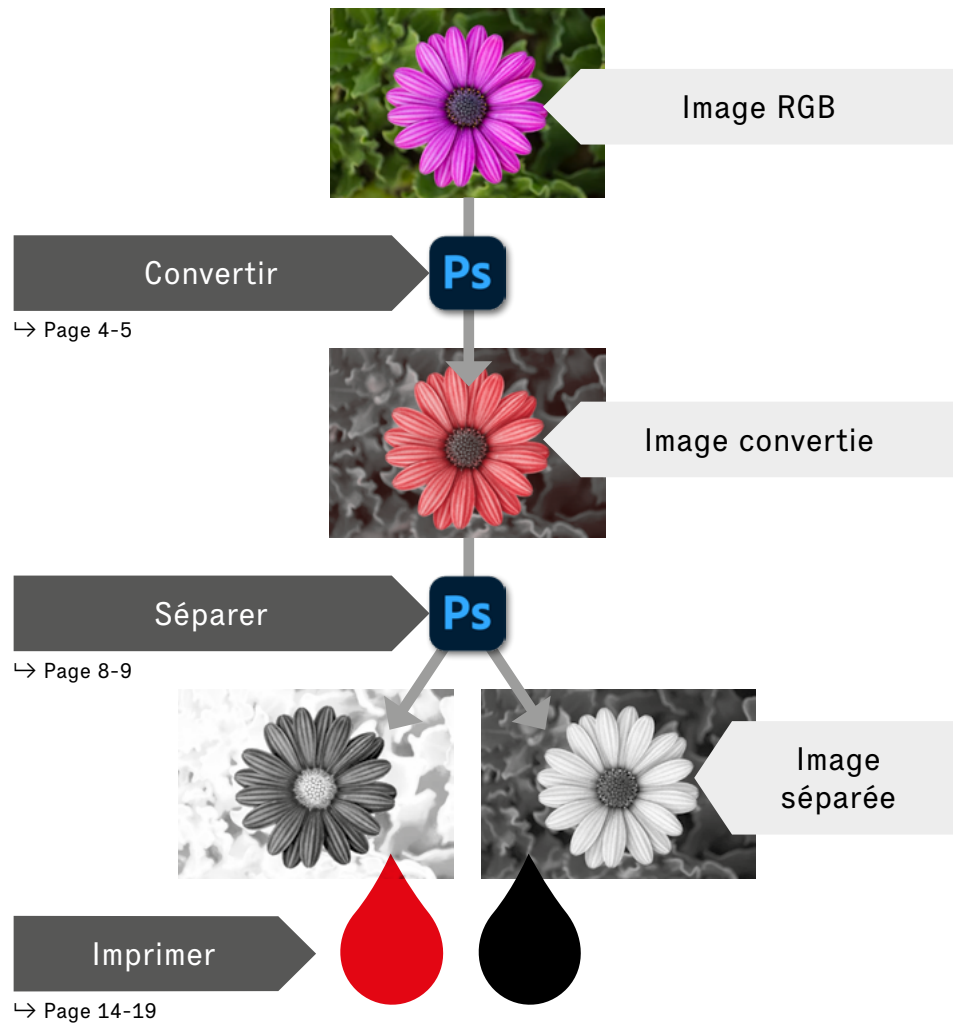 Image RGB
Convertir
Ps
↳ Page 4-5
Image convertie
Séparer
Ps
↳ Page 8-9
Image
séparée
Imprimer
↳ Page 14-19